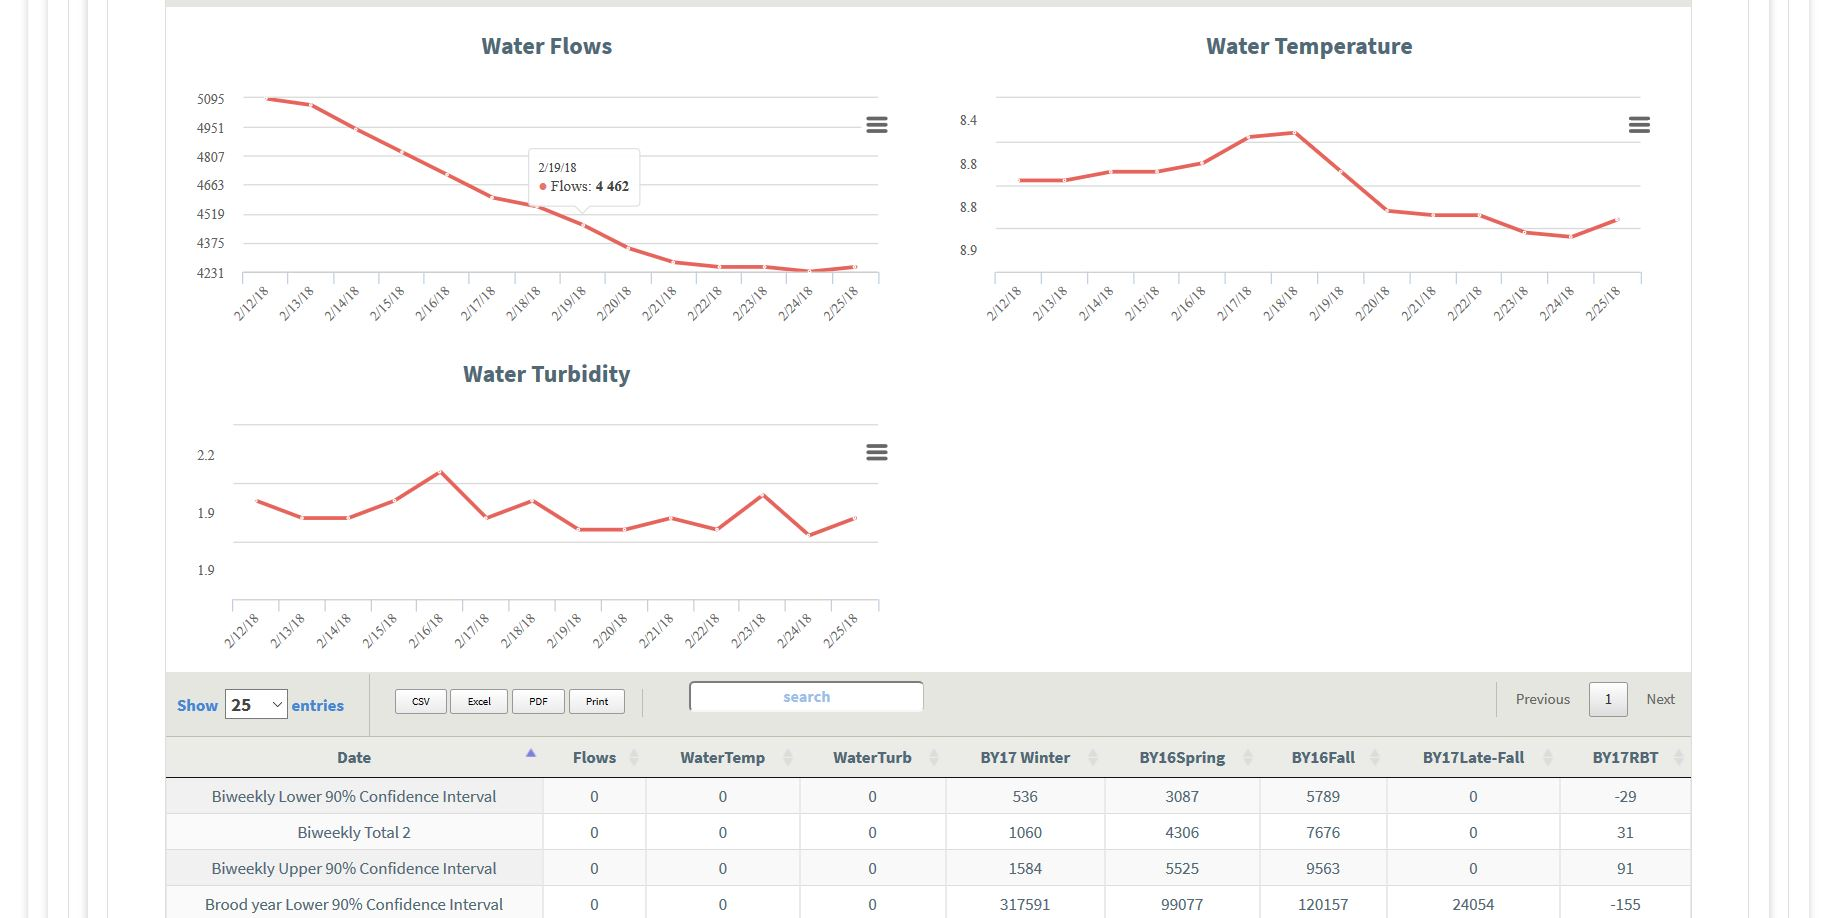 Water Flows
5095
4951
4807
4663
4519
4375
4231
2/19/18
● Flows: 4 462
2/12/18 2/13/18 2/14/18 2/15/18 2/16/18 2/17/18 2/18/18 2/19/18 2/20/18 2/21/18 2/22/18 2/23/18 2/24/18 2/25/18
Water Temperature
8.4
8.8
8.8
8.9
2/12/18 2/13/18 2/14/18 2/15/18 2/16/18 2/17/18 2/18/18 2/19/18 2/20/18 2/21/18 2/22/18 2/23/18 2/24/18 2/25/18
Water Turbidity
2.2
1.9
1.9
2/12/18 2/13/18 2/14/18 2/15/18 2/16/18 2/17/18 2/18/18 2/19/18 2/20/18 2/21/18 2/22/18 2/23/18 2/24/18 2/25/18
Show 25 entries CSV Excel PDF Print search Previous 1 Next
Date Flows WaterTemp WaterTurb BY17 Winter BY16Spring BY16Fall BY17Late-Fall BY17RBT
Biweekly Lower 90% Confidence Interval 0 0 0 536 3087 5789 0 -29
Biweekly Total 2 0 0 0 1060 4306 7676 0 31
Biweekly Upper 90% Confidence Interval 0 0 0 1584 5525 9563 0 91
Brood year Lower 90% Confidence Interval 0 0 0 317591 99077 120157 24054 -155